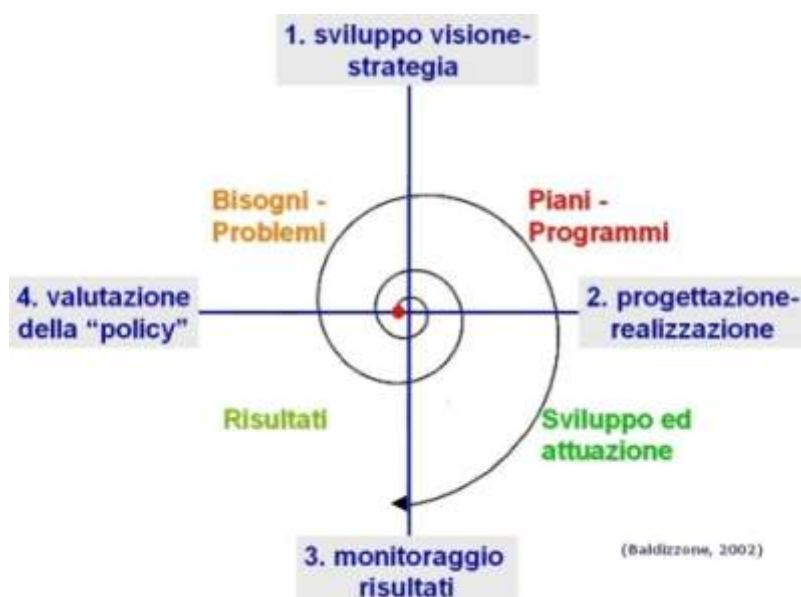 1. sviluppo visione-
strategia
Bisogni -
Problemi
Piani -
Programmi
4. valutazione
della “policy”
2. progettazione-
realizzazione
Risultati
Sviluppo ed
attuazione
3. monitoraggio
risultati
(Baldizzone, 2002)